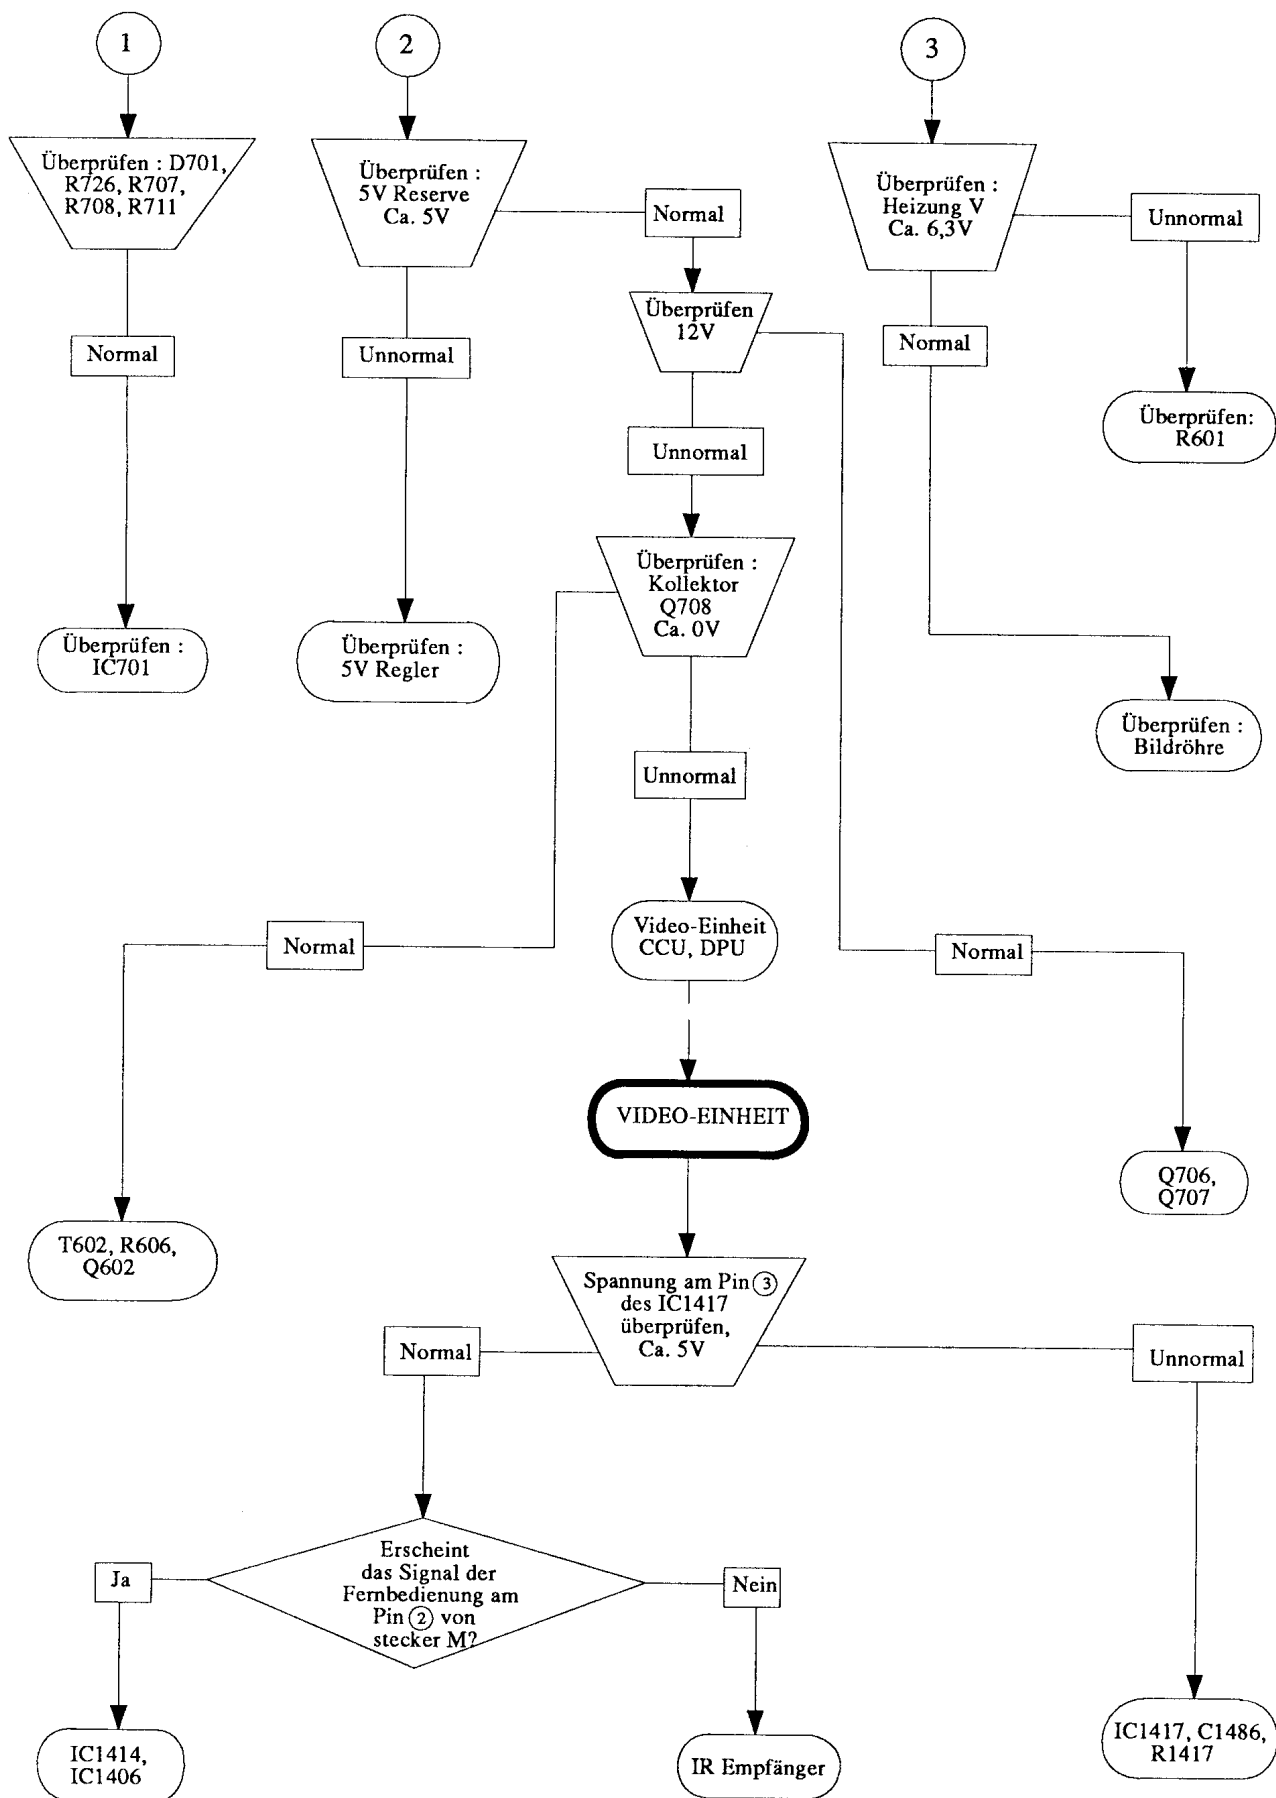 1
2
3
Überprüfen : D701,
R726, R707,
R708, R711
Normal
Überprüfen :
IC701
Überprüfen :
5V Reserve
Ca. 5V
Normal
Unnormal
Überprüfen :
5V Regler
Überprüfen
12V
Unnormal
Überprüfen :
Kollektor
Q708
Ca. 0V
Unnormal
Normal
Video-Einheit
CCU, DPU
T602, R606,
Q602
Normal
Q706,
Q707
Überprüfen :
Heizung V
Ca. 6,3V
Unnormal
Normal
Überprüfen:
R601
Überprüfen :
Bildröhre
VIDEO-EINHEIT
Spannung am Pin 3
des IC1417
überprüfen,
Ca. 5V
Normal
Unnormal
Erscheint
das Signal der
Fernbedienung am
Pin 2 von
stecker M?
Ja
Nein
IC1414,
IC1406
IR Empfänger
IC1417, C1486,
R1417